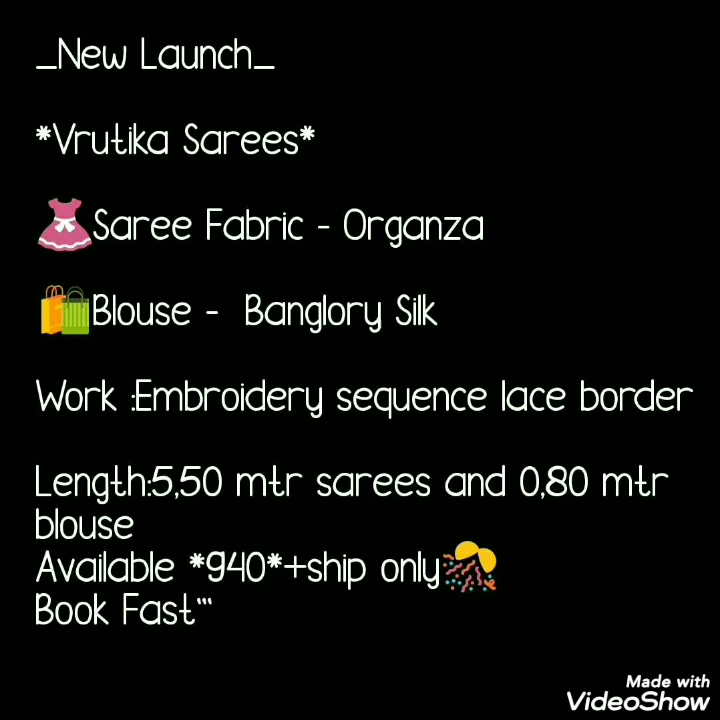 _New Launch_
*Vrutika Sarees*
👗Saree Fabric - Organza
🛍️Blouse -  Banglory Silk
Work :Embroidery sequence lace border
Length:5,50 mtr sarees and 0,80 mtr
blouse
Available *940*+ship only🎊
Book Fast```
Made with
VideoShow